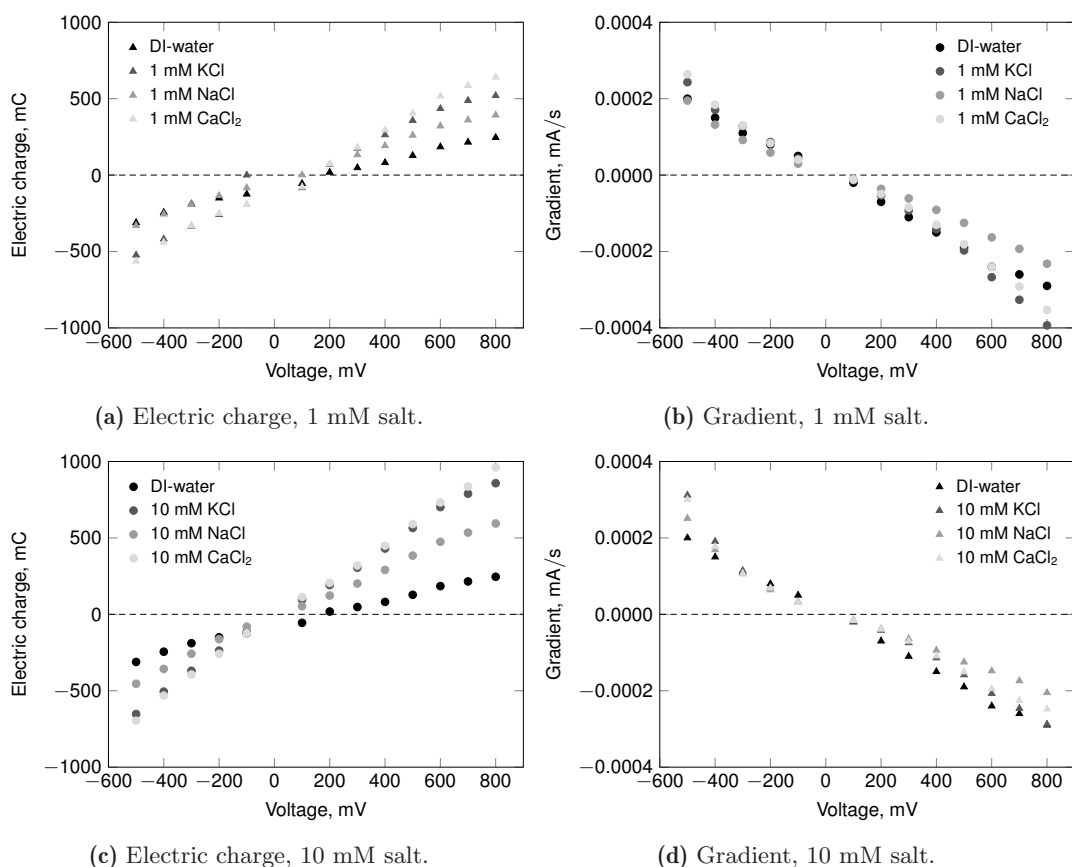 1000
500
0
−500
−1000
Electric charge, mC
DI-water
1 mM KCl
1 mM NaCl
1 mM CaCl₂
−600 −400 −200 0 200 400 600 800
Voltage, mV
(a) Electric charge, 1 mM salt.
0.0004
0.0002
0.0000
−0.0002
−0.0004
Gradient, mA/s
DI-water
1 mM KCl
1 mM NaCl
1 mM CaCl₂
−600 −400 −200 0 200 400 600 800
Voltage, mV
(b) Gradient, 1 mM salt.
1000
500
0
−500
−1000
Electric charge, mC
DI-water
10 mM KCl
10 mM NaCl
10 mM CaCl₂
−600 −400 −200 0 200 400 600 800
Voltage, mV
(c) Electric charge, 10 mM salt.
0.0004
0.0002
0.0000
−0.0002
−0.0004
Gradient, mA/s
DI-water
10 mM KCl
10 mM NaCl
10 mM CaCl₂
−600 −400 −200 0 200 400 600 800
Voltage, mV
(d) Gradient, 10 mM salt.